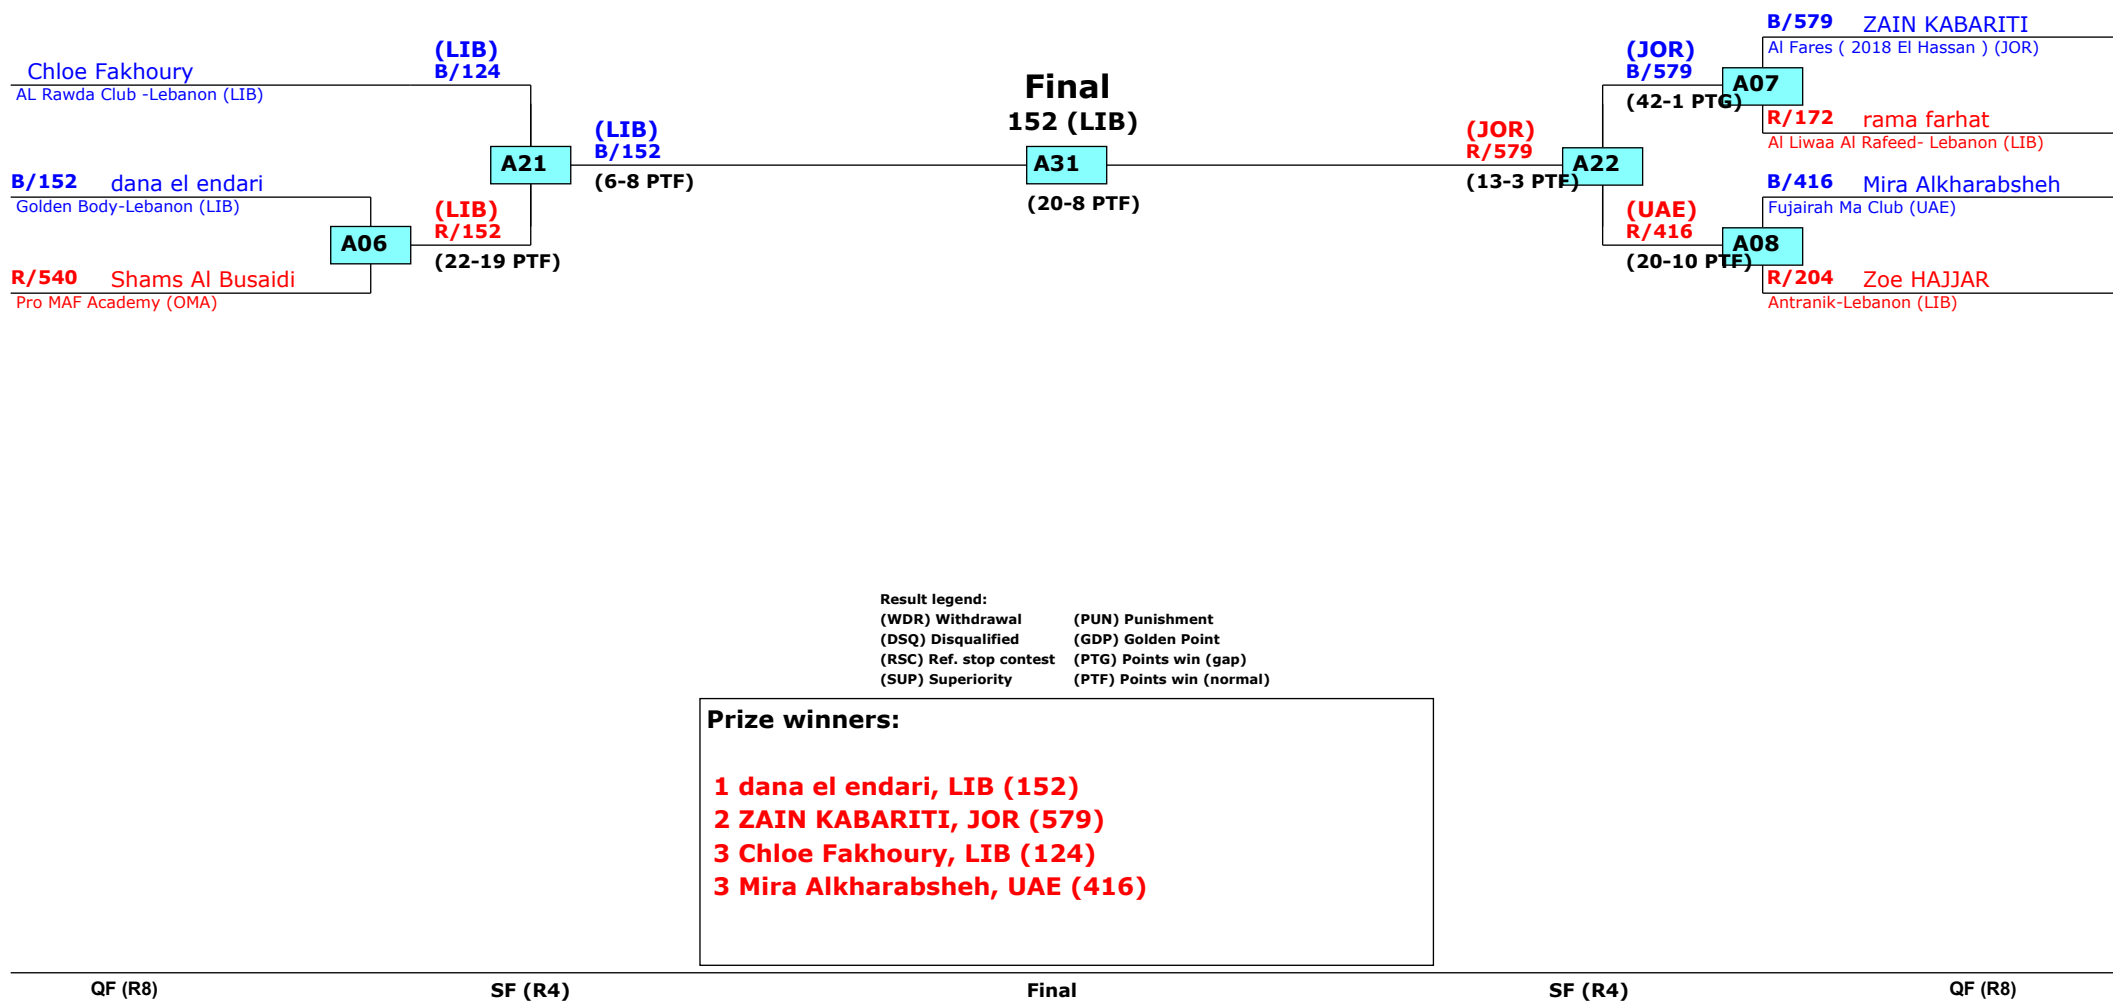 Chloe Fakhoury
AL Rawda Club -Lebanon (LIB)
(LIB)
B/124
B/152 dana el endari
Golden Body-Lebanon (LIB)
R/540 Shams Al Busaidi
Pro MAF Academy (OMA)
A06
(LIB)
R/152
(22-19 PTF)
A21
(LIB)
B/152
(6-8 PTF)
Final
152 (LIB)
A31
(20-8 PTF)
(JOR)
R/579
(13-3 PTF)
A22
(JOR)
B/579
(42-1 PTG)
A07
(UAE)
R/416
(20-10 PTF)
A08
B/579 ZAIN KABARITI
Al Fares ( 2018 El Hassan ) (JOR)
R/172 rama farhat
Al Liwaa Al Rafeed- Lebanon (LIB)
B/416 Mira Alkharabsheh
Fujairah Ma Club (UAE)
R/204 Zoe HAJJAR
Antranik-Lebanon (LIB)
Result legend:
(WDR) Withdrawal (PUN) Punishment
(DSQ) Disqualified (GDP) Golden Point
(RSC) Ref. stop contest (PTG) Points win (gap)
(SUP) Superiority (PTF) Points win (normal)
Prize winners:
1 dana el endari, LIB (152)
2 ZAIN KABARITI, JOR (579)
3 Chloe Fakhoury, LIB (124)
3 Mira Alkharabsheh, UAE (416)
QF (R8) SF (R4) Final SF (R4) QF (R8)